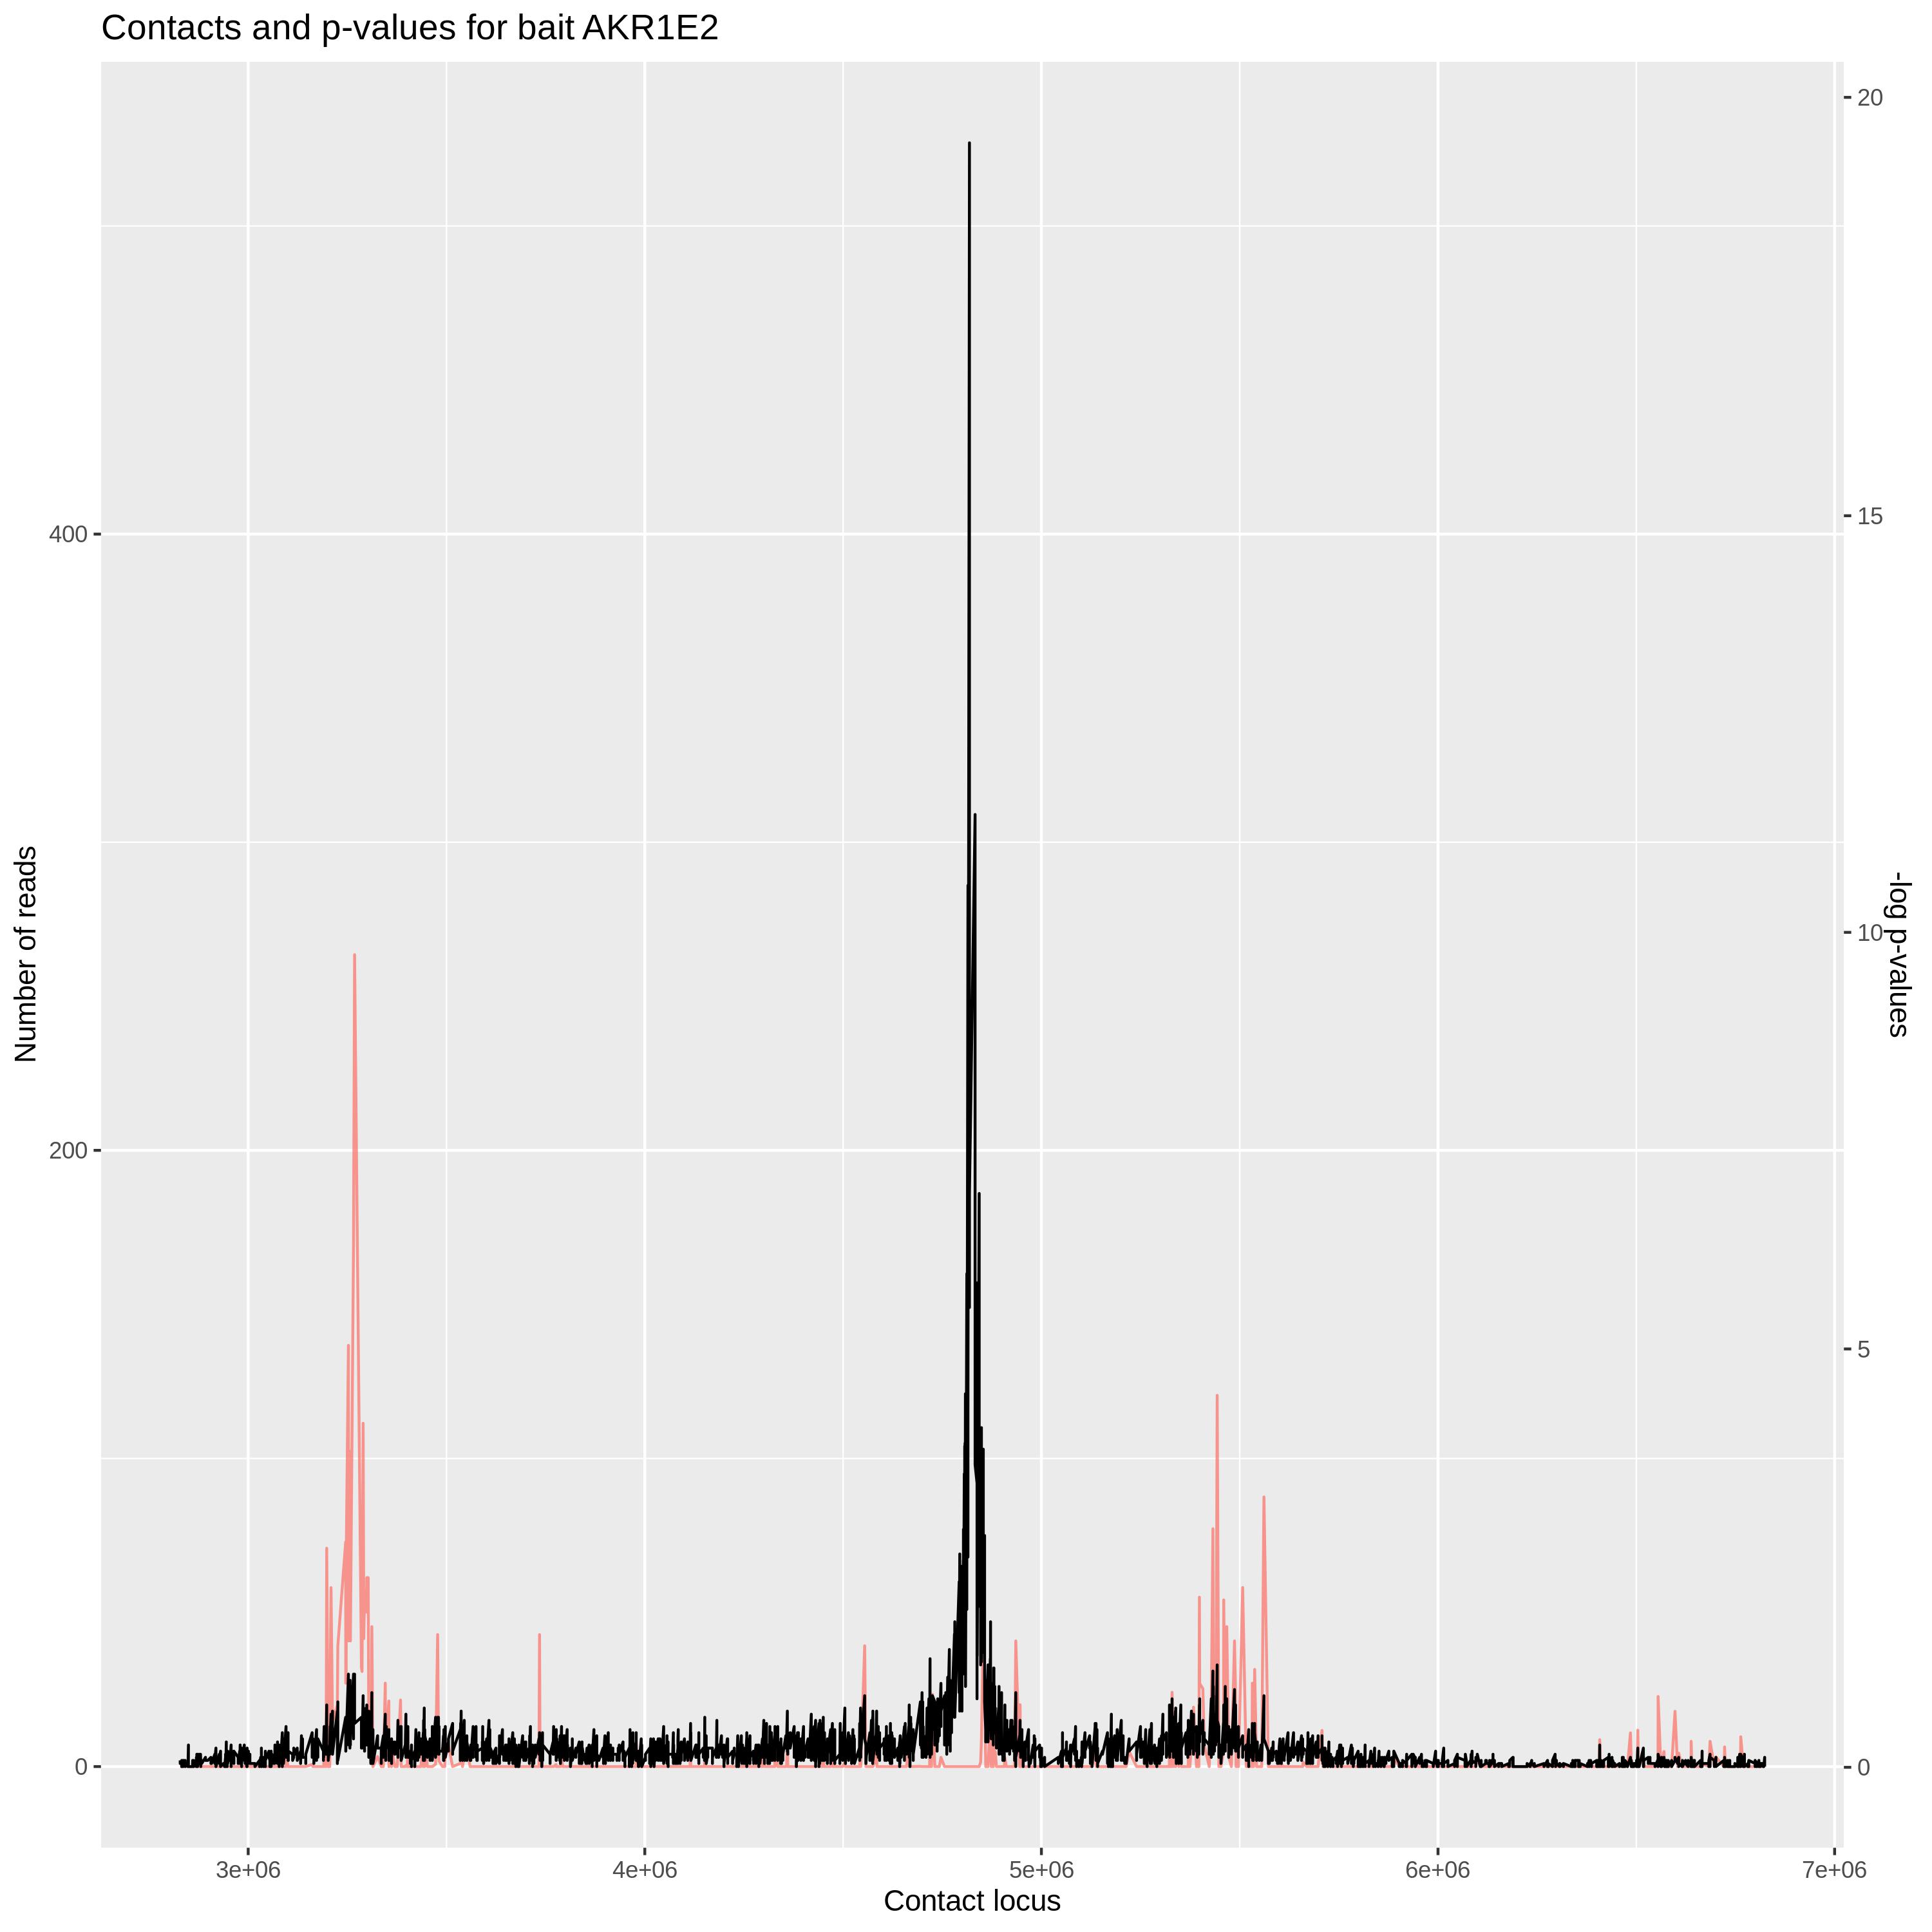 Contacts and p-values for bait AKR1E2
Number of reads
400
200
0
20
15
10
5
0
-log p-values
3e+06
4e+06
5e+06
6e+06
7e+06
Contact locus